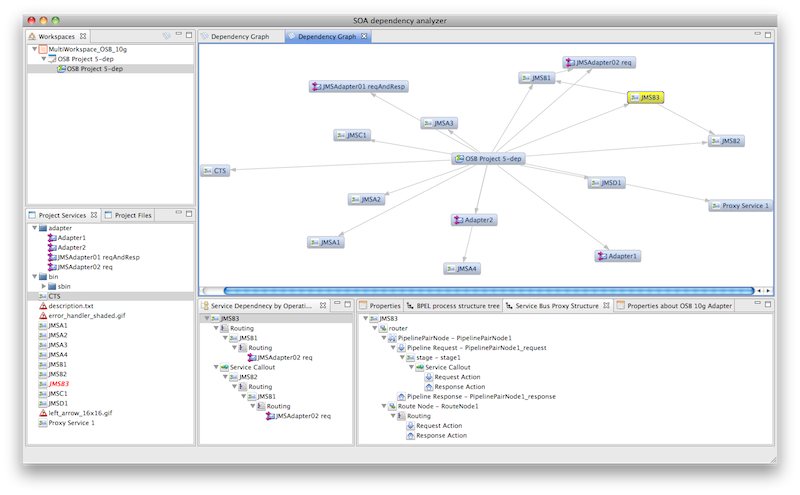 SOA dependency analyzer
Workspaces
MultiWorkspace_OSB_10g
OSB Project 5-dep
OSB Project 5-dep
Project Services
Project Files
adapter
Adapter1
Adapter2
JMSAdapter01 reqAndResp
JMSAdapter02 req
bin
sbin
CTS
description.txt
error_handler_shaded.gif
JMSA1
JMSA2
JMSA3
JMSA4
JMSB1
JMSB2
JMSB3
JMSC1
JMSD1
left_arrow_16x16.gif
Proxy Service 1
Dependency Graph
Dependency Graph
JMSAdapter02 req
JMSB1
JMSAdapter01 reqAndResp
JMSB3
JMSA3
JMSC1
JMSB2
OSB Project 5-dep
CTS
JMSD1
JMSA2
Proxy Service 1
Adapter2
JMSA1
Adapter1
JMSA4
Service Dependnecy by Operati...
JMSB3
Routing
JMSB1
Routing
JMSAdapter02 req
Service Callout
JMSB2
Routing
JMSB1
Routing
JMSAdapter02 req
Properties
BPEL process structure tree
Service Bus Proxy Structure
Properties about OSB 10g Adapter
JMSB3
router
PipelinePairNode - PipelinePairNode1
Pipeline Request - PipelinePairNode1_request
stage - stage1
Service Callout
Request Action
Response Action
Pipeline Response - PipelinePairNode1_response
Route Node - RouteNode1
Routing
Request Action
Response Action